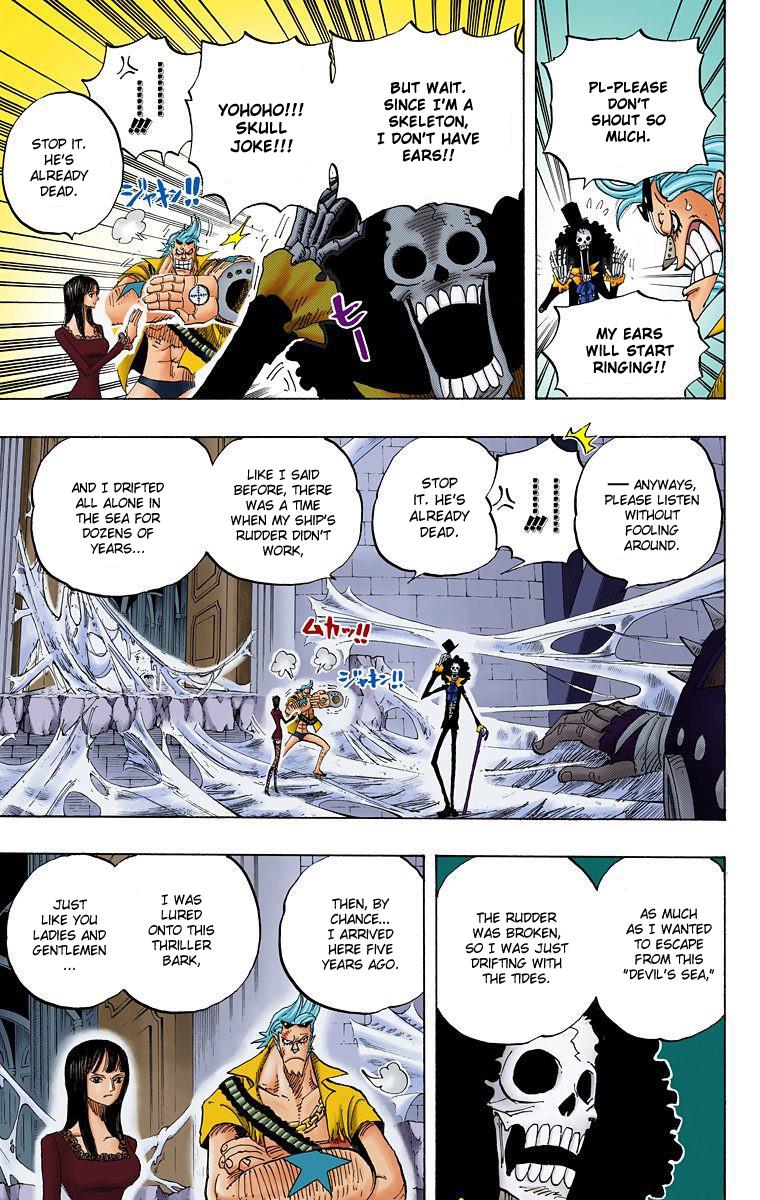 PL-PLEASE
DON'T
SHOUT SO
MUCH.
MY EARS
WILL START
RINGING!!
BUT WAIT.
SINCE I'M A
SKELETON,
I DON'T HAVE
EARS!!
YOHOHO!!!
SKULL
JOKE!!!
!!
STOP IT.
HE'S
ALREADY
DEAD.
ジャキン!!
モー
— ANYWAYS,
PLEASE LISTEN
WITHOUT
FOOLING
AROUND.
!!
STOP
IT. HE'S
ALREADY
DEAD.
LIKE I SAID
BEFORE, THERE
WAS A TIME
WHEN MY SHIP'S
RUDDER DIDN'T
WORK,
AND I DRIFTED
ALL ALONE IN
THE SEA FOR
DOZENS OF
YEARS...
ムカッ!!
ジャキン!!
AS MUCH
AS I WANTED
TO ESCAPE
FROM THIS
"DEVIL'S SEA,"
THE RUDDER
WAS BROKEN,
SO I WAS JUST
DRIFTING WITH
THE TIDES.
THEN, BY
CHANCE...
I ARRIVED
HERE FIVE
YEARS AGO.
I WAS
LURED
ONTO THIS
THRILLER
BARK,
JUST
LIKE YOU
LADIES AND
GENTLEMEN
...